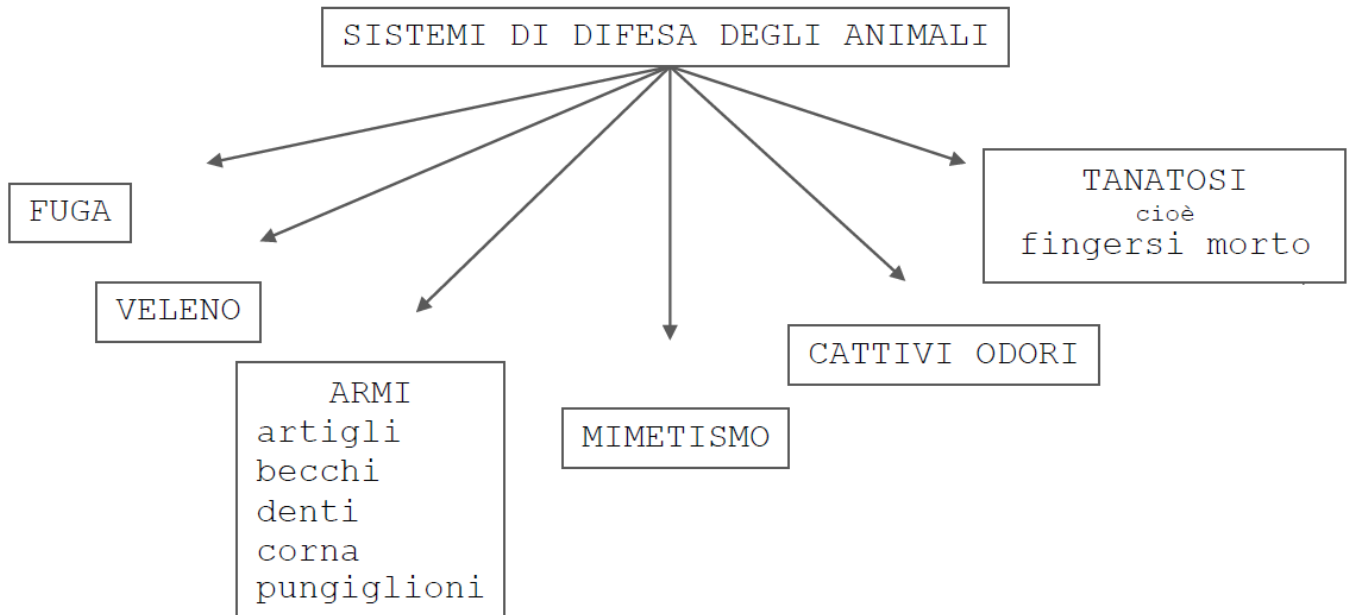 SISTEMI DI DIFESA DEGLI ANIMALI
FUGA
VELENO
ARMI
artigli
becchi
denti
corna
pungiglioni
MIMETISMO
CATTIVI ODORI
TANATOSI
cioè
fingersi morto